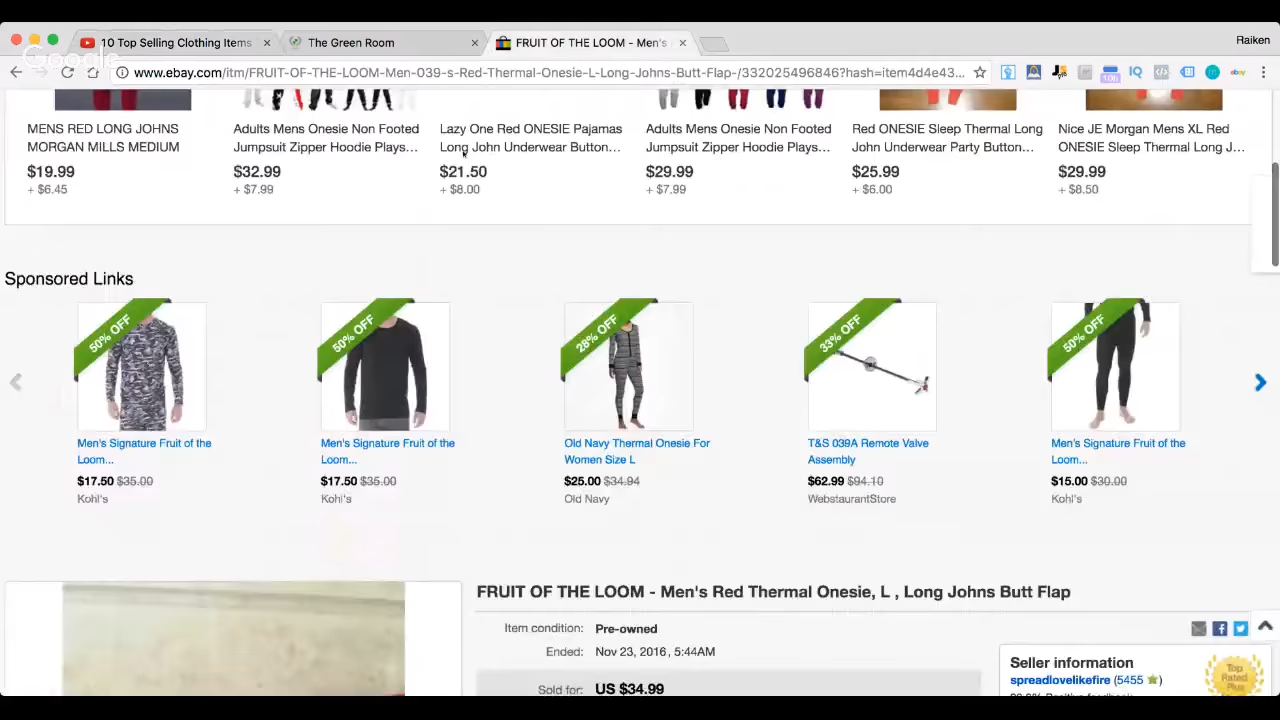 10 Top Selling Clothing Items
The Green Room
FRUIT OF THE LOOM - Men's
Raiken
Google
www.ebay.com/itm/FRUIT-OF-THE-LOOM-Men-039-s-Red-Thermal-Onesie-L-Long-Johns-Butt-Flap-/332025496846?hash=item4d4e43...
MENS RED LONG JOHNS
MORGAN MILLS MEDIUM
$19.99
+ $6.45
Adults Mens Onesie Non Footed
Jumpsuit Zipper Hoodie Plays...
$32.99
+ $7.99
Lazy One Red ONESIE Pajamas
Long John Underwear Button...
$21.50
+ $8.00
Adults Mens Onesie Non Footed
Jumpsuit Zipper Hoodie Plays...
$29.99
+ $7.99
Red ONESIE Sleep Thermal Long
John Underwear Party Button...
$25.99
+ $6.00
Nice JE Morgan Mens XL Red
ONESIE Sleep Thermal Long J...
$29.99
+ $8.50
Sponsored Links
50% OFF
Men's Signature Fruit of the
Loom...
$17.50 $35.00
Kohl's
50% OFF
Men's Signature Fruit of the
Loom...
$17.50 $35.00
Kohl's
28% OFF
Old Navy Thermal Onesie For
Women Size L
$25.00 $34.94
Old Navy
33% OFF
T&S 039A Remote Valve
Assembly
$62.99 $94.10
WebstaurantStore
50% OFF
Men's Signature Fruit of the
Loom...
$15.00 $30.00
Kohl's
FRUIT OF THE LOOM - Men's Red Thermal Onesie, L , Long Johns Butt Flap
Item condition: Pre-owned
Ended: Nov 23, 2016 , 5:44AM
Sold for: US $34.99
Seller information
spreadlovelikefire (5455 )
Top
Rated
Plus